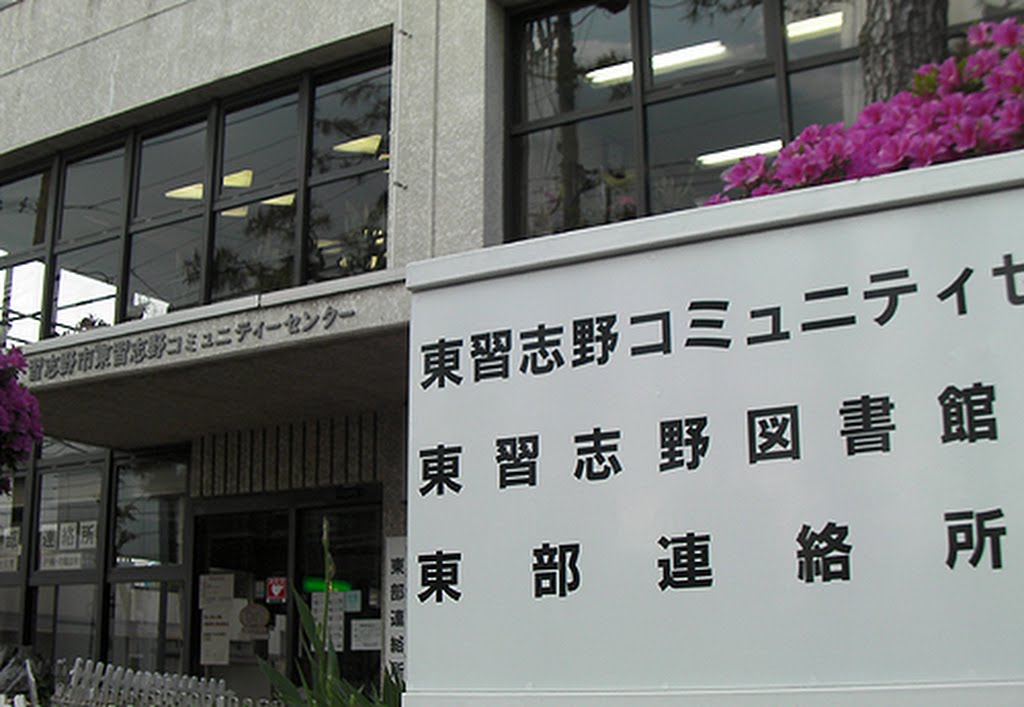 習志野市東習志野コミュニティーセンター
東習志野コミュニティセ
東習志野図書館
東部連絡所
連絡所
東部連絡所